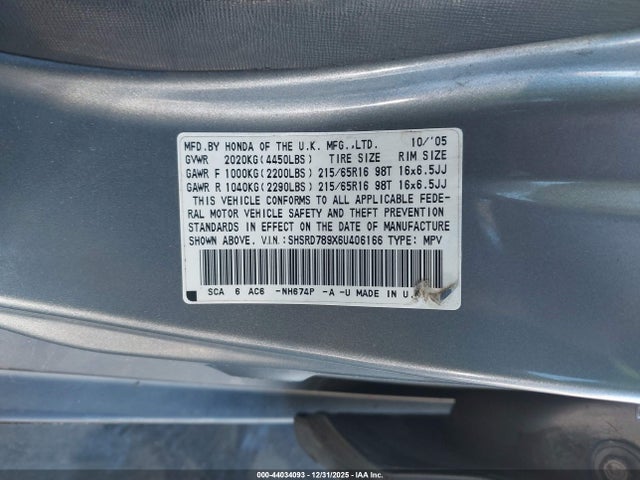 MFD.BY HONDA OF THE U.K. MFG.,LTD. 10/'05
GVWR 2020KG(4450LBS) TIRE SIZE RIM SIZE
GAWR F 1000KG(2200LBS) 215/65R16 98T 16x6.5JJ
GAWR R 1040KG(2290LBS) 215/65R16 98T 16x6.5JJ
THIS VEHICLE CONFORMS TO ALL APPLICABLE FEDE-
RAL MOTOR VEHICLE SAFETY AND THEFT PREVENTION
STANDARDS IN EFFECT ON THE DATE OF MANUFACTURE
SHOWN ABOVE. V.I.N: SHSRD789X6U406166 TYPE: MPV
SCA 6 AC6 -NH674P -A -U MADE IN U
000-44034093 - 12/31/2025 - IAA Inc.